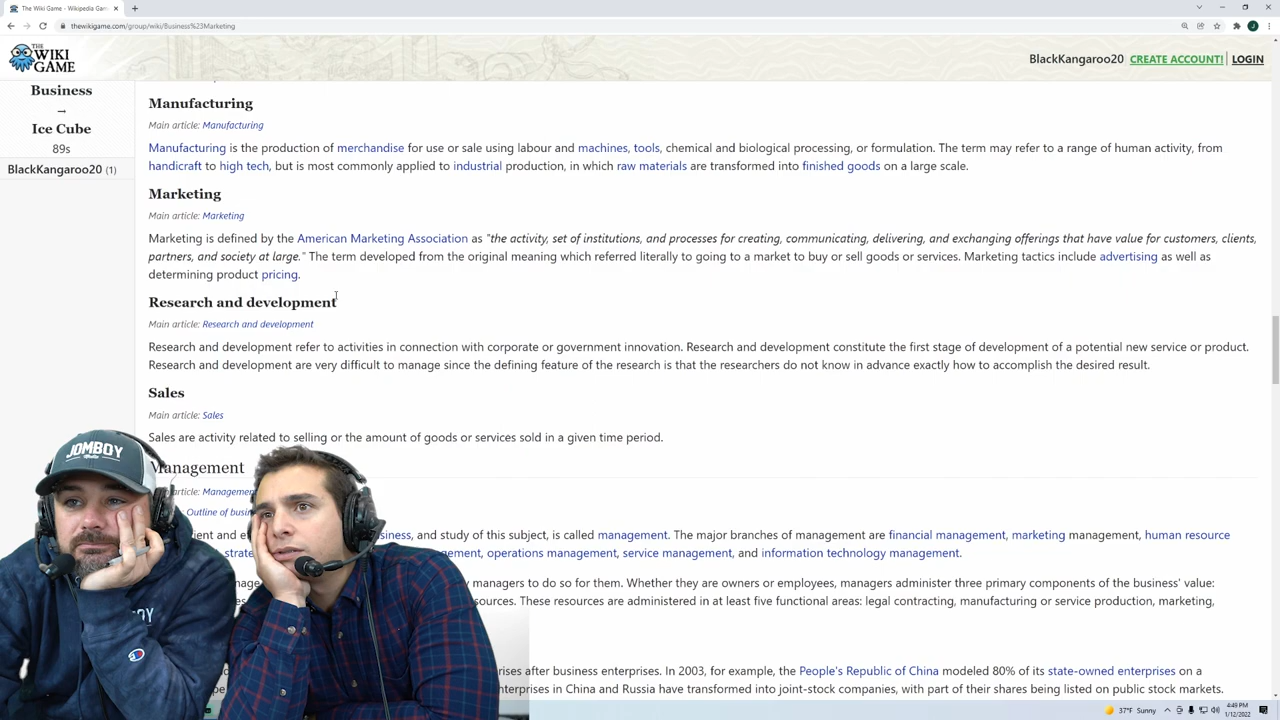 The Wiki Game - Wikipedia Gam
thewikigame.com/group/wiki/Business%23Marketing
THE WIKI GAME
BlackKangaroo20 CREATE ACCOUNT! LOGIN
Business
→
Ice Cube
89s
BlackKangaroo20 (1)
Manufacturing
Main article: Manufacturing
Manufacturing is the production of merchandise for use or sale using labour and machines, tools, chemical and biological processing, or formulation. The term may refer to a range of human activity, from
handicraft to high tech, but is most commonly applied to industrial production, in which raw materials are transformed into finished goods on a large scale.
Marketing
Main article: Marketing
Marketing is defined by the American Marketing Association as "the activity, set of institutions, and processes for creating, communicating, delivering, and exchanging offerings that have value for customers, clients,
partners, and society at large." The term developed from the original meaning which referred literally to going to a market to buy or sell goods or services. Marketing tactics include advertising as well as
determining product pricing.
Research and development
Main article: Research and development
Research and development refer to activities in connection with corporate or government innovation. Research and development constitute the first stage of development of a potential new service or product.
Research and development are very difficult to manage since the defining feature of the research is that the researchers do not know in advance exactly how to accomplish the desired result.
Sales
Main article: Sales
Sales are activity related to selling or the amount of goods or services sold in a given time period.
Management
article: Managemen
Outline of busi
ient and e siness, and study of this subject, is called management. The major branches of management are financial management, marketing management, human resource
strate gement, operations management, service management, and information technology management.
nage y managers to do so for them. Whether they are owners or employees, managers administer three primary components of the business' value:
sources. These resources are administered in at least five functional areas: legal contracting, manufacturing or service production, marketing,
rises after business enterprises. In 2003, for example, the People's Republic of China modeled 80% of its state-owned enterprises on a
terprises in China and Russia have transformed into joint-stock companies, with part of their shares being listed on public stock markets.
JOMBOY
Media
37°F Sunny 4:49 PM
1/12/2022